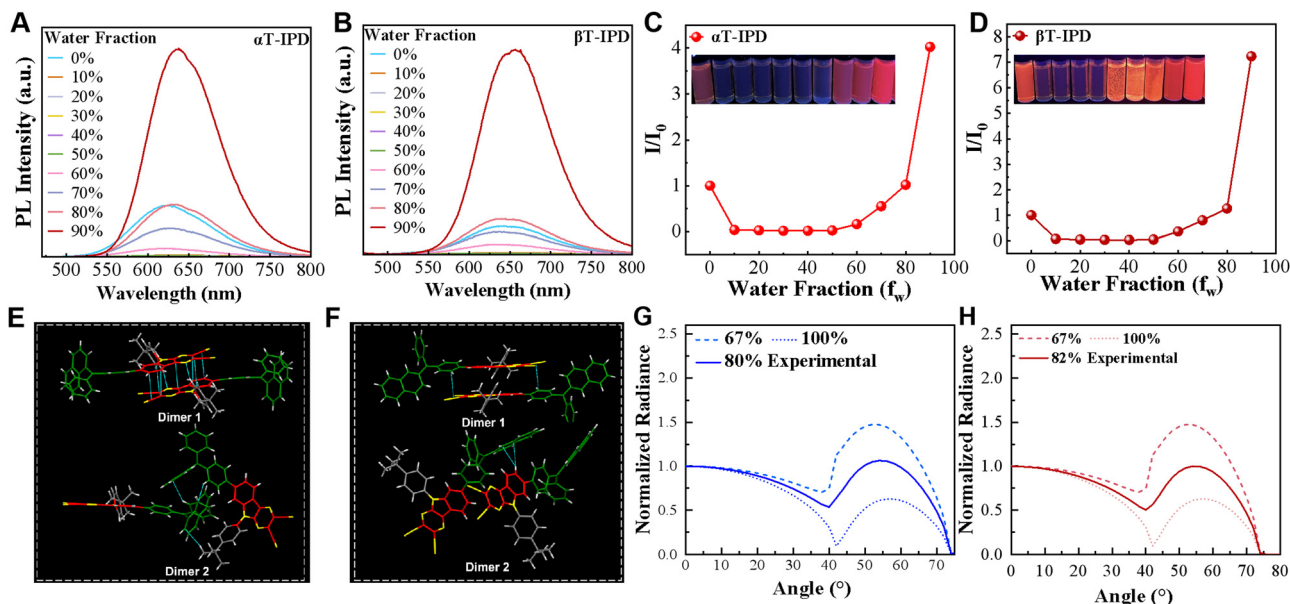 A
Water Fraction
αT-IPD
0%
10%
20%
30%
40%
50%
60%
70%
80%
90%
PL Intensity (a.u.)
500 550 600 650 700 750 800
Wavelength (nm)
B
Water Fraction
βT-IPD
0%
10%
20%
30%
40%
50%
60%
70%
80%
90%
PL Intensity (a.u.)
500 550 600 650 700 750 800
Wavelength (nm)
C
αT-IPD
I/I0
4
3
2
1
0
0 20 40 60 80 100
Water Fraction (fw)
D
βT-IPD
I/I0
8
7
6
5
4
3
2
1
0
0 20 40 60 80 100
Water Fraction (fw)
E
Dimer 1
Dimer 2
F
Dimer 1
Dimer 2
G
67% 100%
80% Experimental
Normalized Radiance
2.5
2.0
1.5
1.0
0.5
0.0
0 10 20 30 40 50 60 70
Angle (°)
H
67% 100%
82% Experimental
Normalized Radiance
2.5
2.0
1.5
1.0
0.5
0.0
0 10 20 30 40 50 60 70 80
Angle (°)